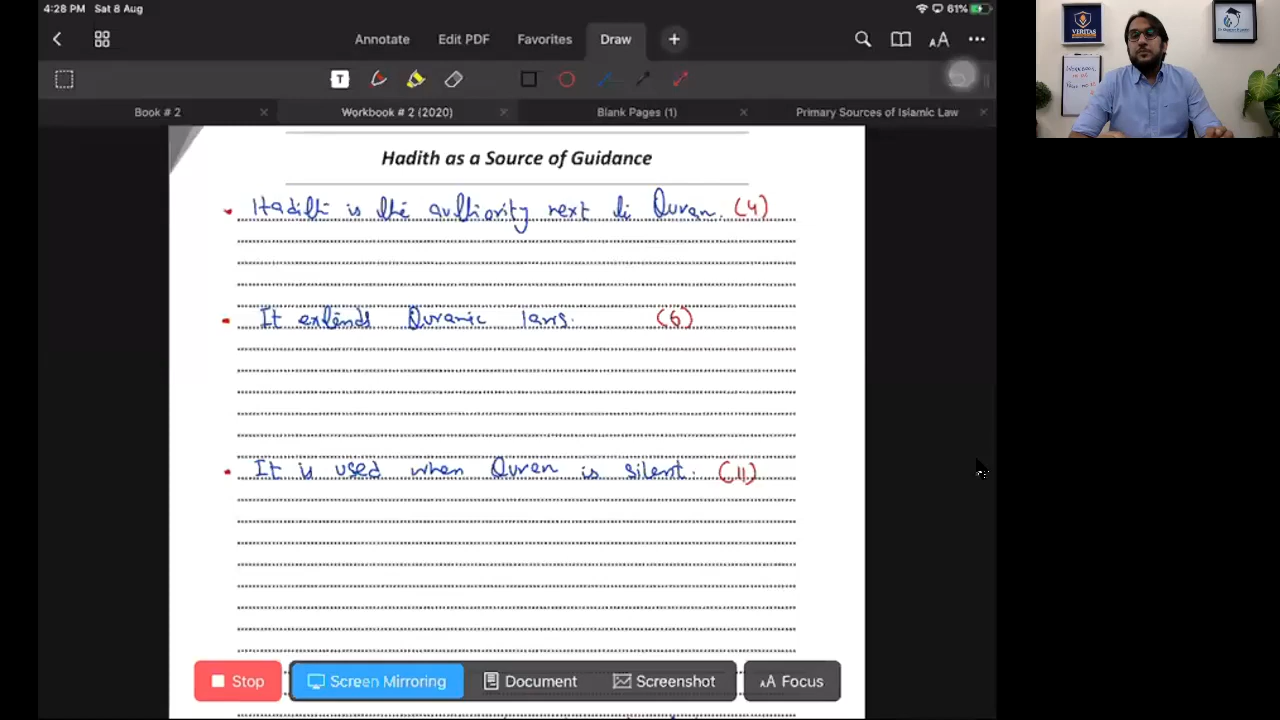 4:28 PM Sat 8 Aug
61%
Annotate Edit PDF Favorites Draw
T
Book # 2
Workbook # 2 (2020)
Blank Pages (1)
Primary Sources of Islamic Law
Hadith as a Source of Guidance
Hadith is the authority next to Quran. (4)
It extends Quranic laws. (6)
It is used when Quran is silent. (11)
Stop
Screen Mirroring
Document
Screenshot
AA Focus
VERITAS